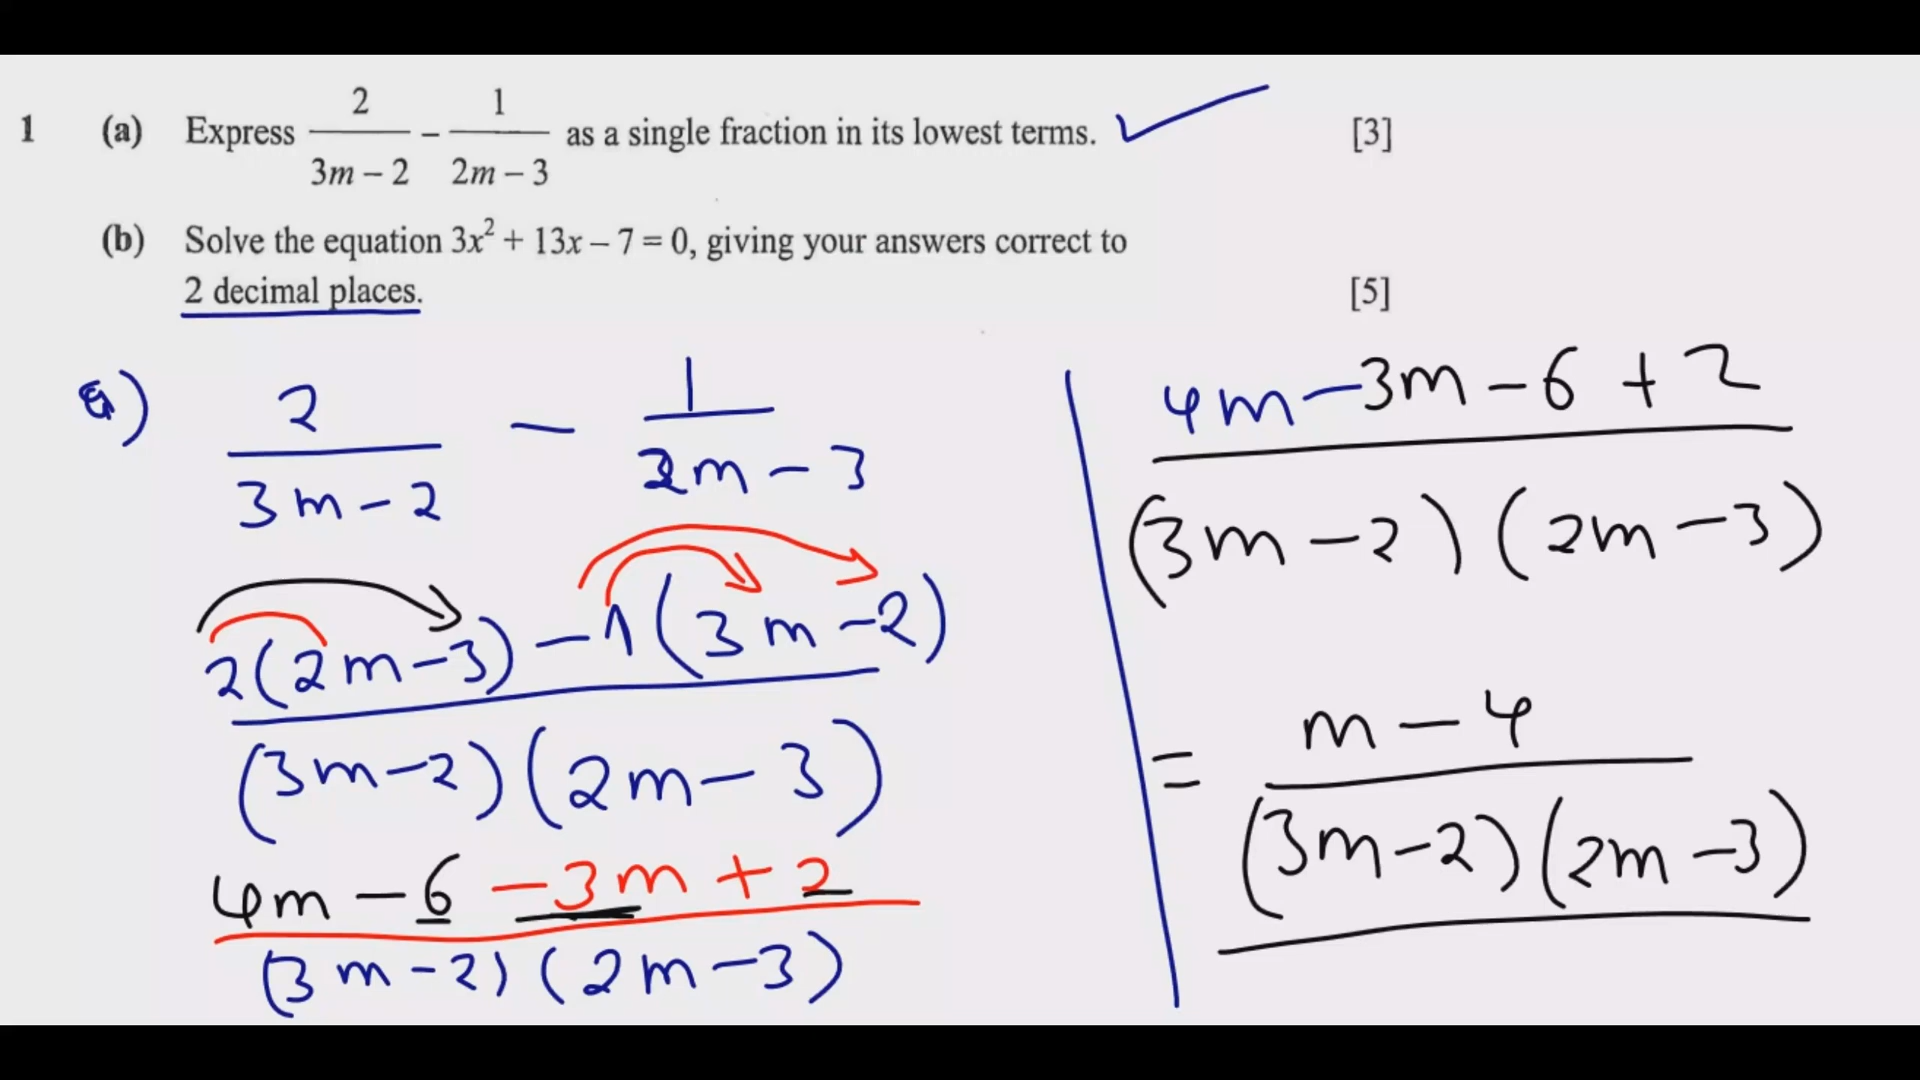 1 (a) Express 2/(3m – 2) – 1/(2m – 3) as a single fraction in its lowest terms. ✓ [3]
(b) Solve the equation 3x² + 13x – 7 = 0, giving your answers correct to
2 decimal places. [5]
a) 2/(3m - 2) - 1/(2m - 3)
2(2m - 3) - 1(3m - 2)
(3m - 2)(2m - 3)
4m - 6 - 3m + 2
(3m - 2)(2m - 3)
4m - 3m - 6 + 2
(3m - 2)(2m - 3)
= m - 4
(3m - 2)(2m - 3)